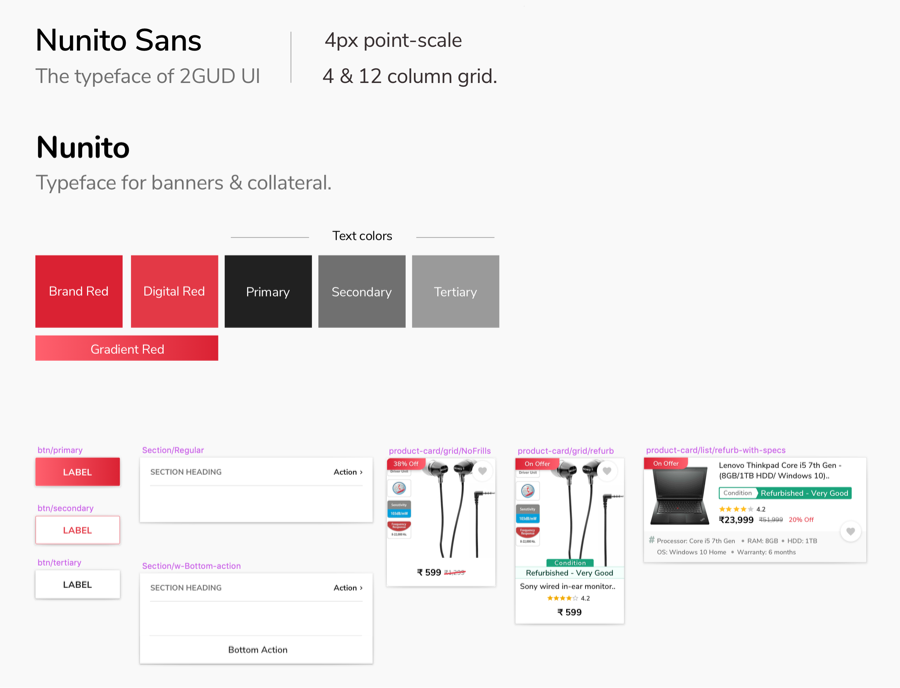 Nunito Sans
The typeface of 2GUD UI
4px point-scale
4 & 12 column grid.
Nunito
Typeface for banners & collateral.
Text colors
Brand Red
Digital Red
Primary
Secondary
Tertiary
Gradient Red
btn/primary
LABEL
btn/secondary
LABEL
btn/tertiary
LABEL
Section/Regular
SECTION HEADING
Action ›
Section/w-Bottom-action
SECTION HEADING
Action ›
Bottom Action
product-card/grid/NoFrills
38% Off
₹ 599 ₹1,299
product-card/grid/refurb
On Offer
Condition
Refurbished - Very Good
Sony wired in-ear monitor..
4.2
₹ 599
product-card/list/refurb-with-specs
On Offer
Lenovo Thinkpad Core i5 7th Gen -
(8GB/1TB HDD/ Windows 10)..
Condition Refurbished - Very Good
4.2
₹23,999 ₹51,999 20% Off
# Processor: Core i5 7th Gen • RAM: 8GB • HDD: 1TB
OS: Windows 10 Home • Warranty: 6 months